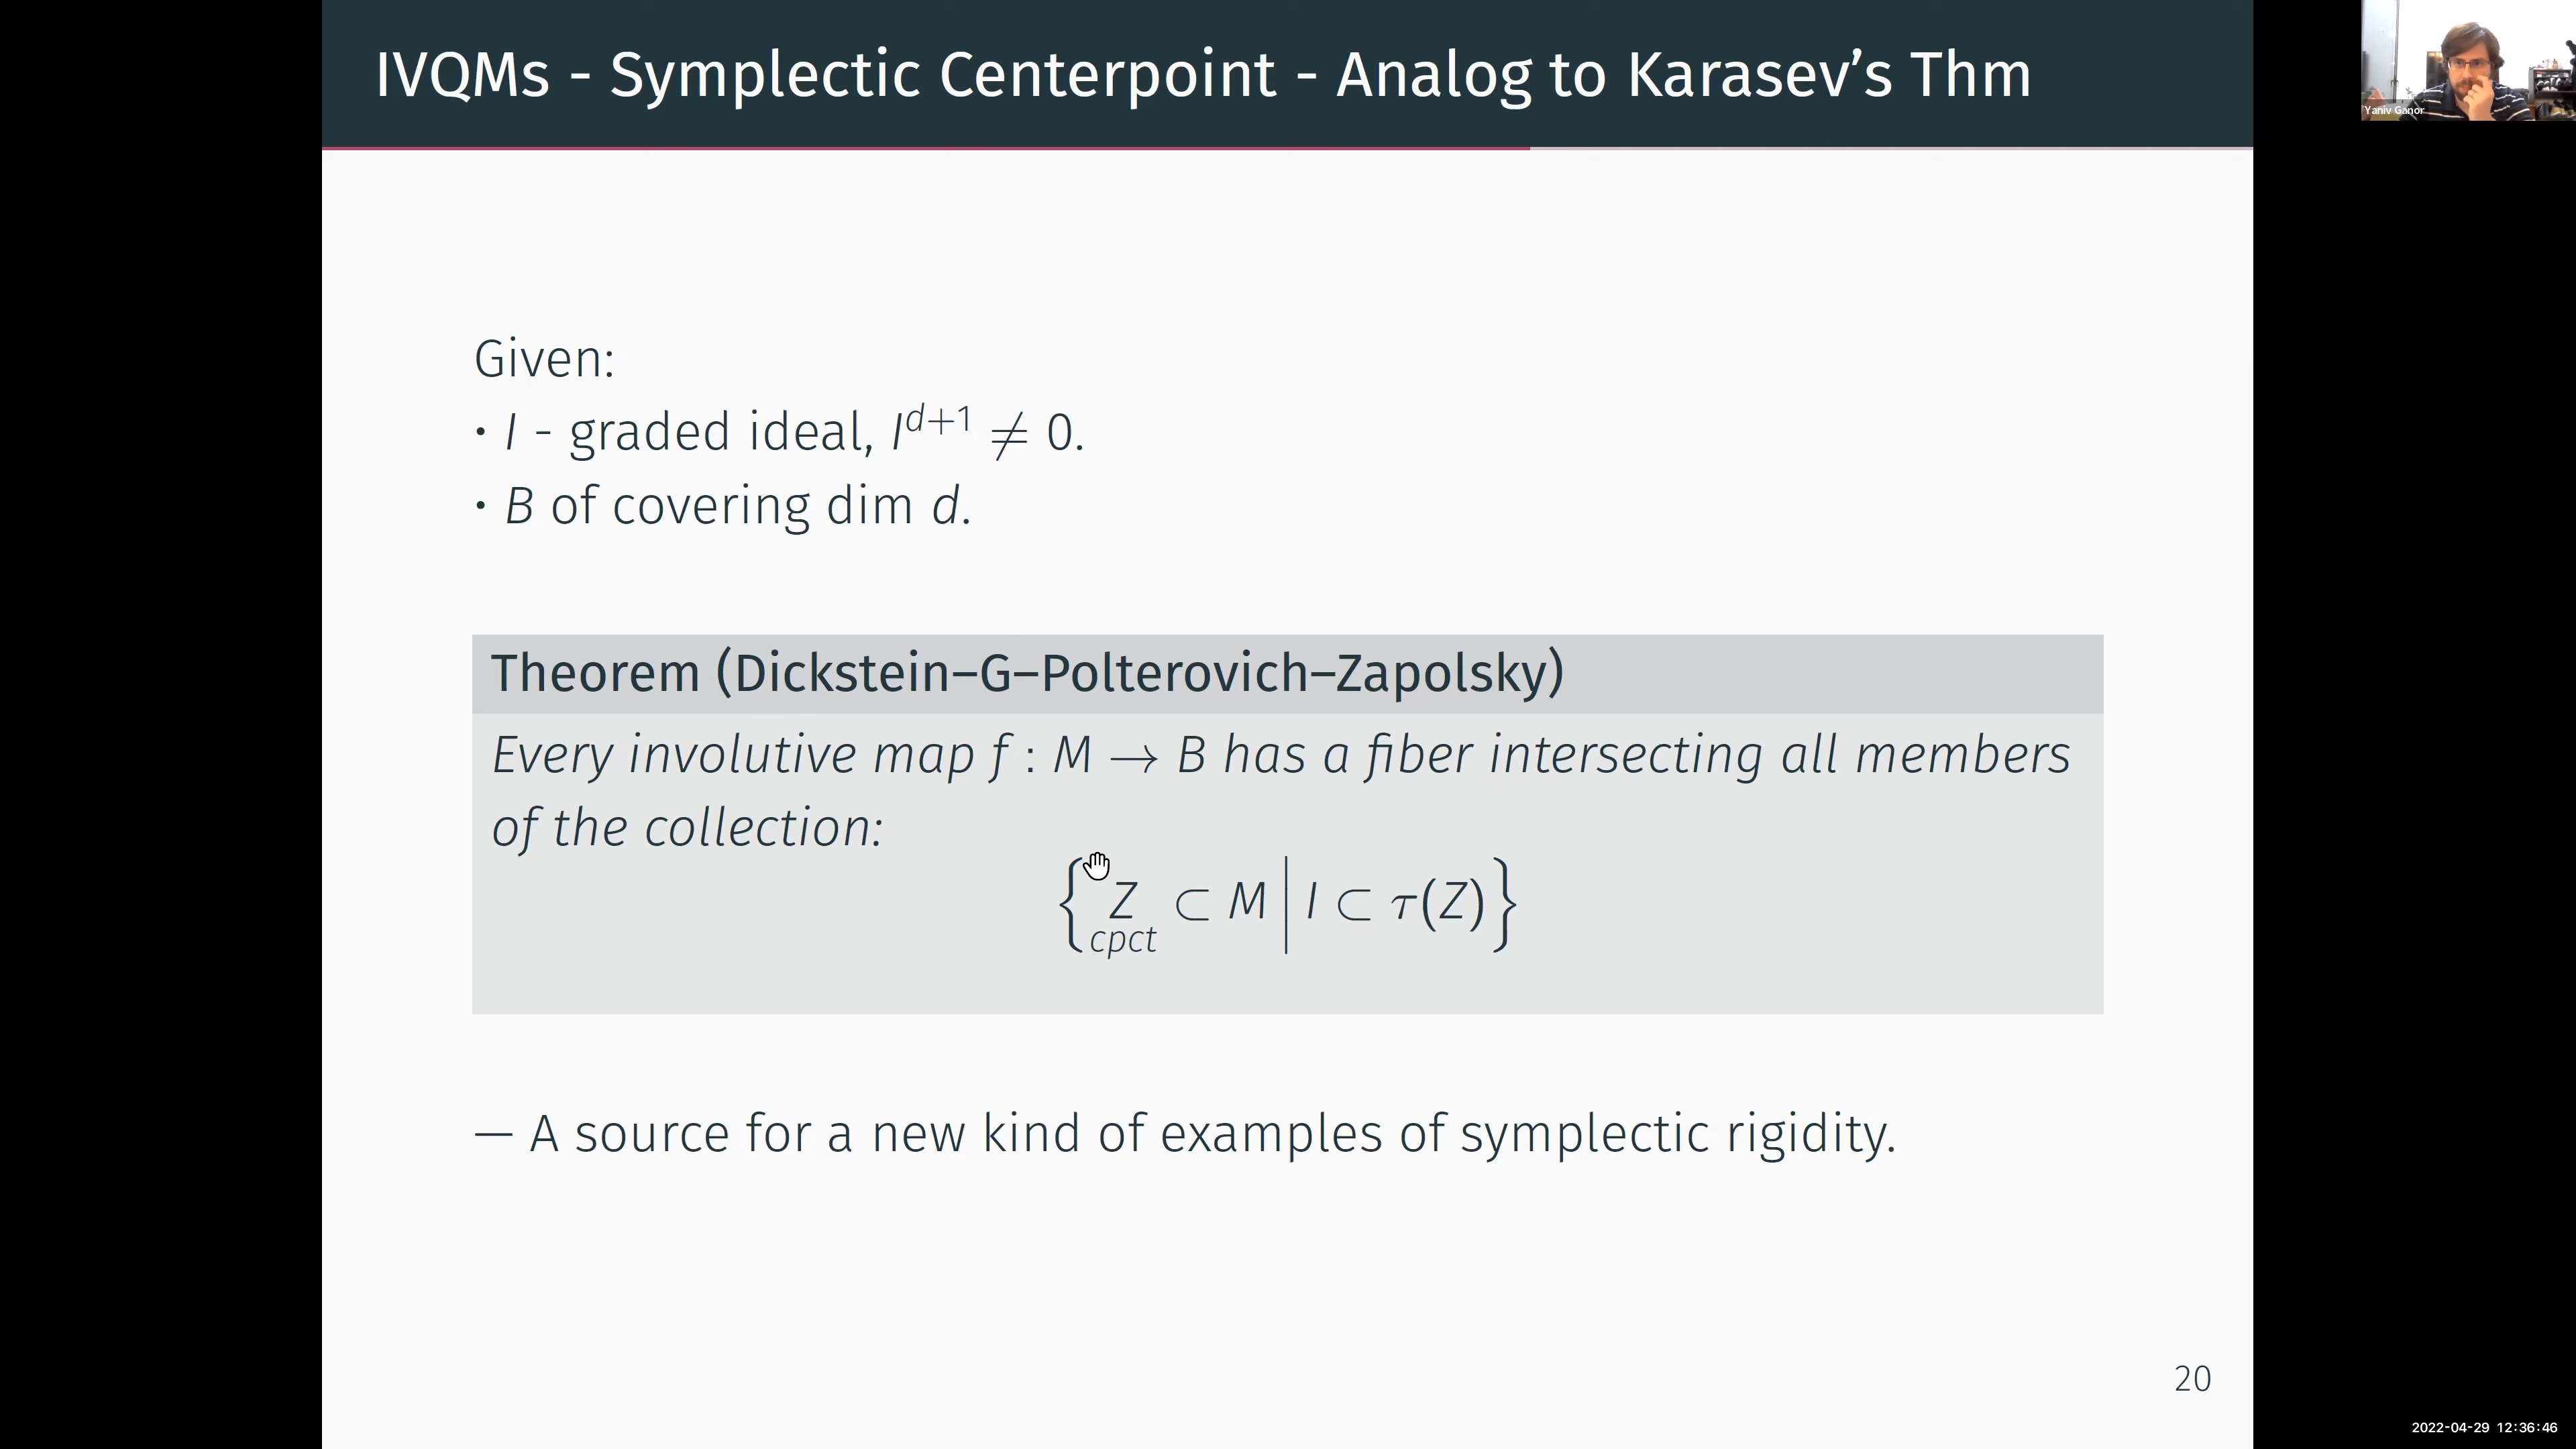 IVQMs - Symplectic Centerpoint - Analog to Karasev's Thm
Yaniv Ganor
Given:
• I - graded ideal, I^{d+1} ≠ 0.
• B of covering dim d.
Theorem (Dickstein–G–Polterovich–Zapolsky)
Every involutive map f : M → B has a fiber intersecting all members
of the collection:
{ Z ⊂ M | I ⊂ τ(Z) }
cpct
— A source for a new kind of examples of symplectic rigidity.
20
2022-04-29 12:36:46